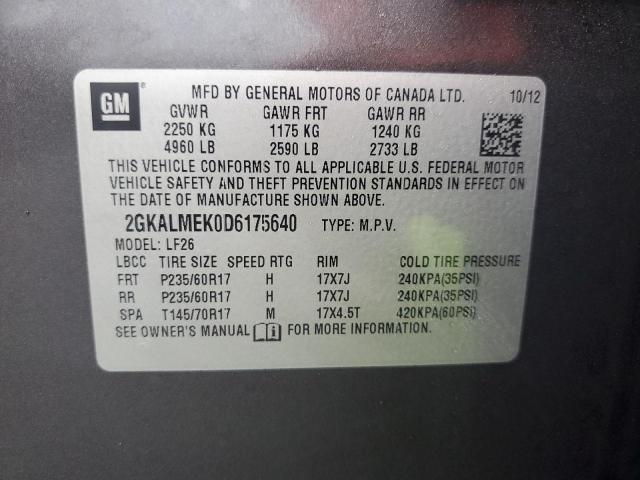 GM
MFD BY GENERAL MOTORS OF CANADA LTD. 10/12
GVWR GAWR FRT GAWR RR
2250 KG 1175 KG 1240 KG
4960 LB 2590 LB 2733 LB
THIS VEHICLE CONFORMS TO ALL APPLICABLE U.S. FEDERAL MOTOR
VEHICLE SAFETY AND THEFT PREVENTION STANDARDS IN EFFECT ON
THE DATE OF MANUFACTURE SHOWN ABOVE.
2GKALMEK0D6175640 TYPE: M.P.V.
MODEL: LF26
LBCC TIRE SIZE SPEED RTG RIM COLD TIRE PRESSURE
FRT P235/60R17 H 17X7J 240KPA(35PSI)
RR P235/60R17 H 17X7J 240KPA(35PSI)
SPA T145/70R17 M 17X4.5T 420KPA(60PSI)
SEE OWNER'S MANUAL FOR MORE INFORMATION.